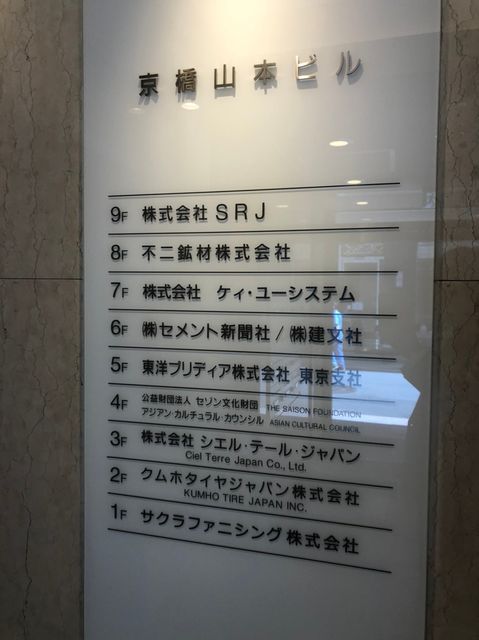 京橋山本ビル
9F 株式会社 SRJ
8F 不二鉱材株式会社
7F 株式会社 ケィ・ユーシステム
6F ㈱セメント新聞社/㈱建文社
5F 東洋プリディア株式会社 東京支社
4F 公益財団法人 セゾン文化財団 THE SAISON FOUNDATION
アジアン・カルチュラル・カウンシル ASIAN CULTURAL COUNCIL
3F 株式会社 シエル・テール・ジャパン
Ciel Terre Japan Co., Ltd.
2F クムホタイヤジャパン株式会社
KUMHO TIRE JAPAN INC.
1F サクラファニシング株式会社